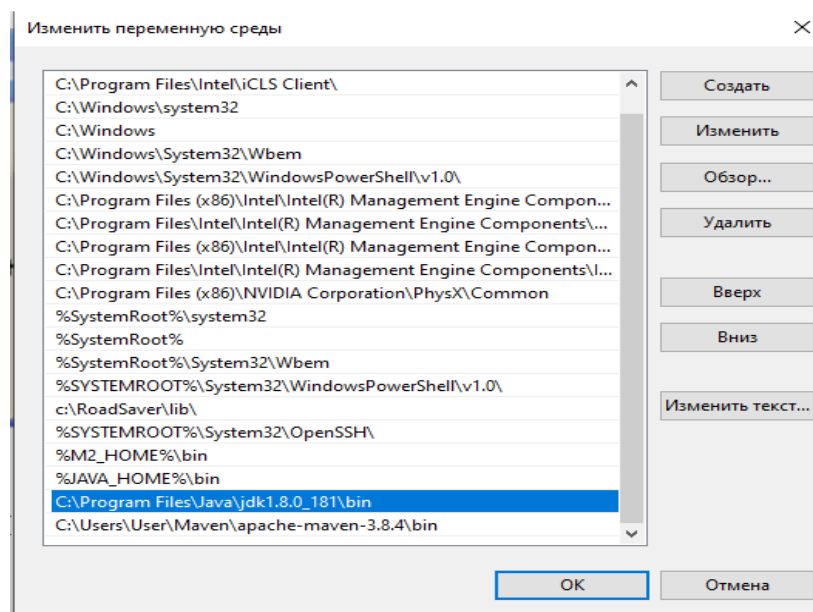 Изменить переменную среды
C:\Program Files\Intel\iCLS Client\
C:\Windows\system32
C:\Windows
C:\Windows\System32\Wbem
C:\Windows\System32\WindowsPowerShell\v1.0\
C:\Program Files (x86)\Intel\Intel(R) Management Engine Compon...
C:\Program Files\Intel\Intel(R) Management Engine Components\...
C:\Program Files (x86)\Intel\Intel(R) Management Engine Compon...
C:\Program Files\Intel\Intel(R) Management Engine Components\I...
C:\Program Files (x86)\NVIDIA Corporation\PhysX\Common
%SystemRoot%\system32
%SystemRoot%
%SystemRoot%\System32\Wbem
%SYSTEMROOT%\System32\WindowsPowerShell\v1.0\
c:\RoadSaver\lib\
%SYSTEMROOT%\System32\OpenSSH\
%M2_HOME%\bin
%JAVA_HOME%\bin
C:\Program Files\Java\jdk1.8.0_181\bin
C:\Users\User\Maven\apache-maven-3.8.4\bin
Создать
Изменить
Обзор...
Удалить
Вверх
Вниз
Изменить текст...
OK
Отмена